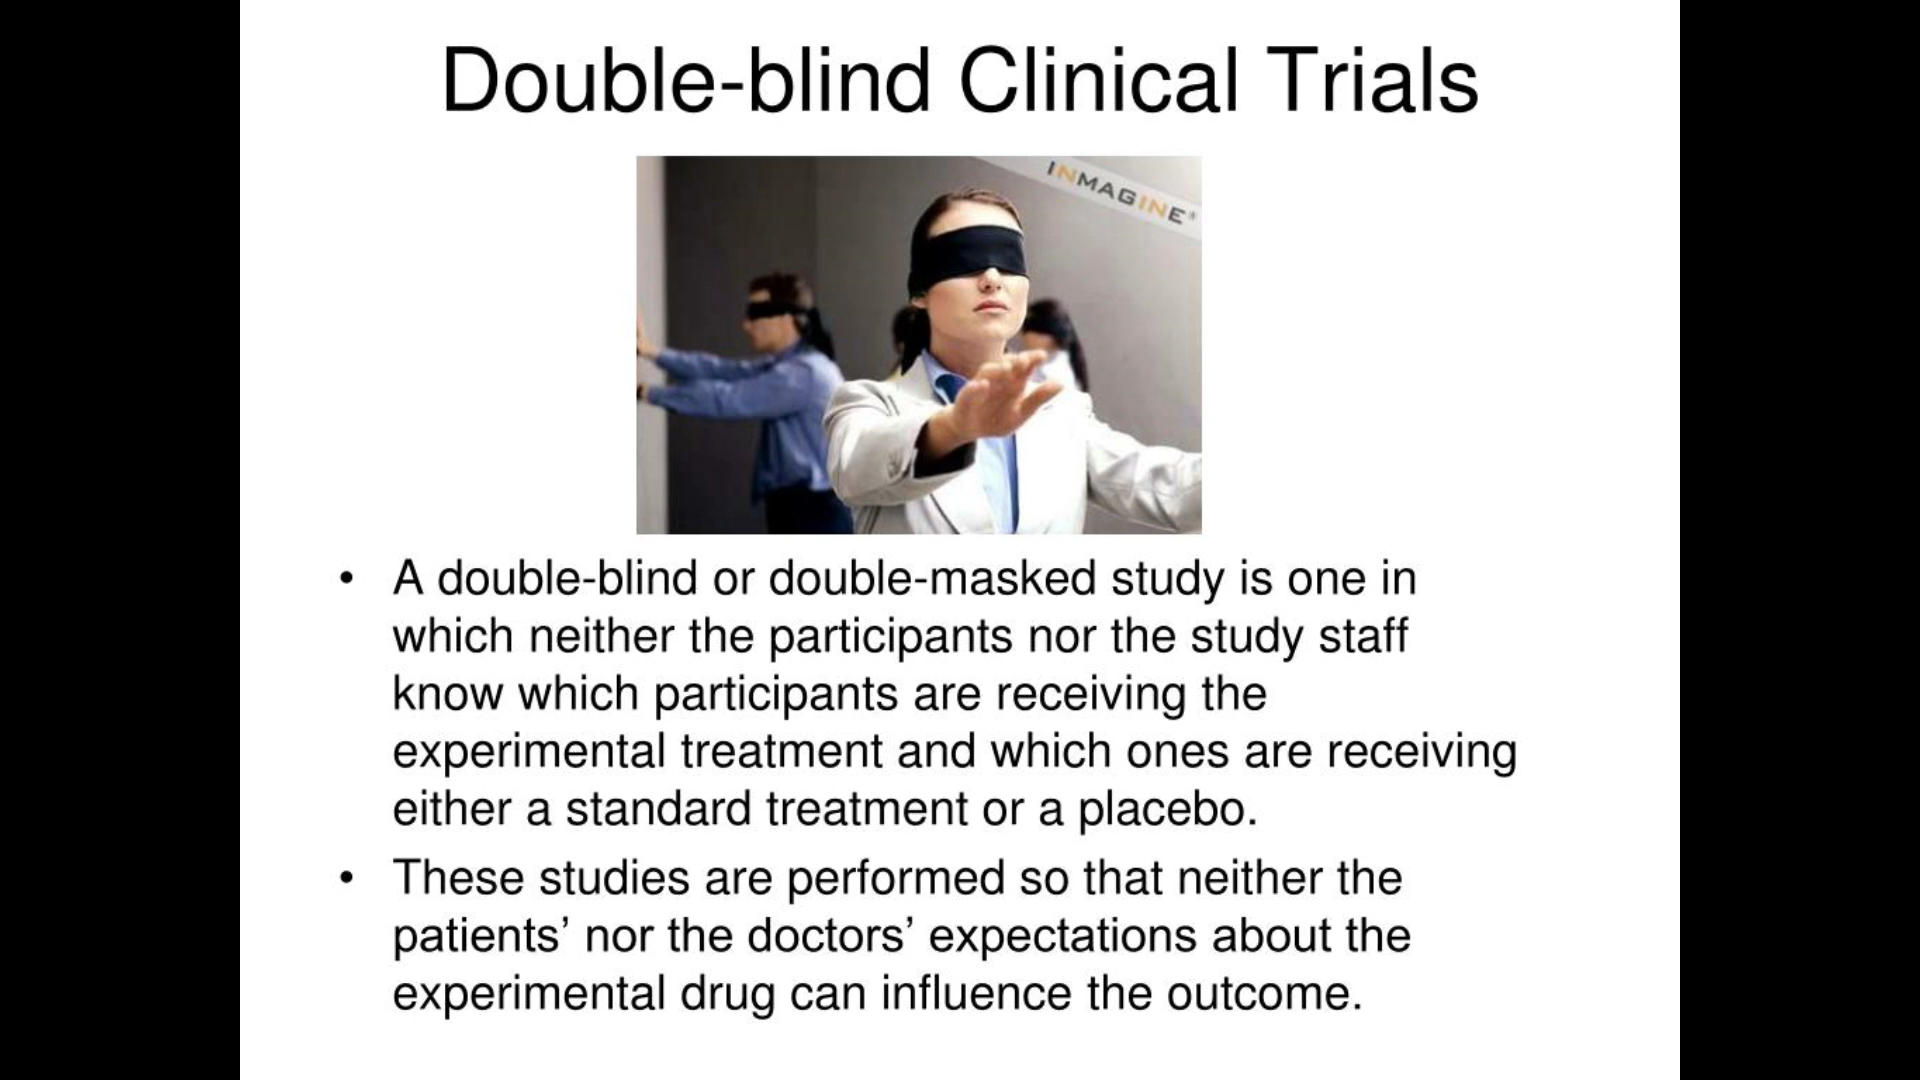 Double-blind Clinical Trials
INMAGINE®
• A double-blind or double-masked study is one in
which neither the participants nor the study staff
know which participants are receiving the
experimental treatment and which ones are receiving
either a standard treatment or a placebo.
• These studies are performed so that neither the
patients’ nor the doctors’ expectations about the
experimental drug can influence the outcome.